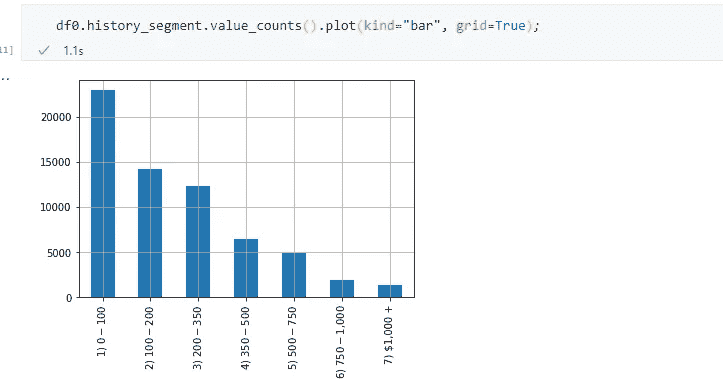 df0.history_segment.value_counts().plot(kind="bar", grid=True);
11]
✓ 1.1s
..
20000
15000
10000
5000
0
1) 0 − 100
2) 100 − 200
3) 200 − 350
4) 350 − 500
5) 500 − 750
6) 750 − 1,000
7) $1,000 +